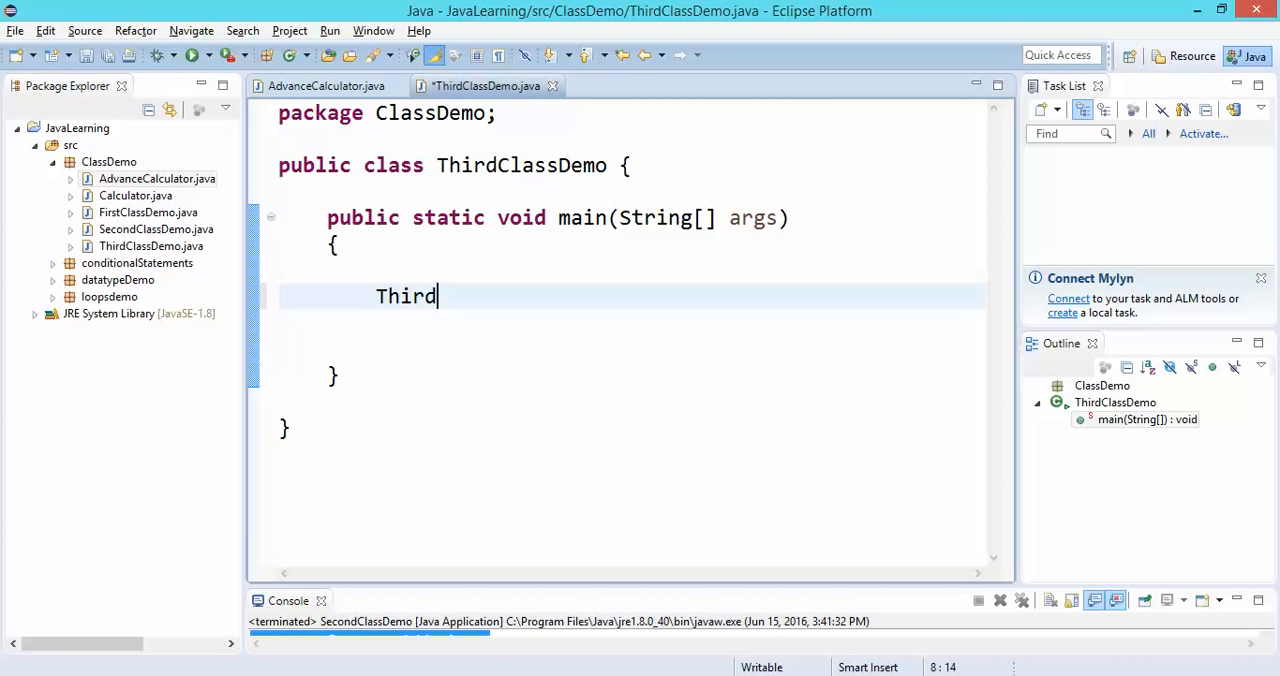 Java - JavaLearning/src/ClassDemo/ThirdClassDemo.java - Eclipse Platform
File Edit Source Refactor Navigate Search Project Run Window Help
Quick Access Resource Java
Package Explorer
JavaLearning
src
ClassDemo
AdvanceCalculator.java
Calculator.java
FirstClassDemo.java
SecondClassDemo.java
ThirdClassDemo.java
conditionalStatements
datatypeDemo
loopsdemo
JRE System Library [JavaSE-1.8]
AdvanceCalculator.java *ThirdClassDemo.java
package ClassDemo;
public class ThirdClassDemo {
public static void main(String[] args)
{
Third
}
}
Task List
Find All Activate...
Connect Mylyn
Connect to your task and ALM tools or
create a local task.
Outline
ClassDemo
ThirdClassDemo
main(String[]) : void
Console
<terminated> SecondClassDemo [Java Application] C:\Program Files\Java\jre1.8.0_40\bin\javaw.exe (Jun 15, 2016, 3:41:32 PM)
Writable Smart Insert 8 : 14